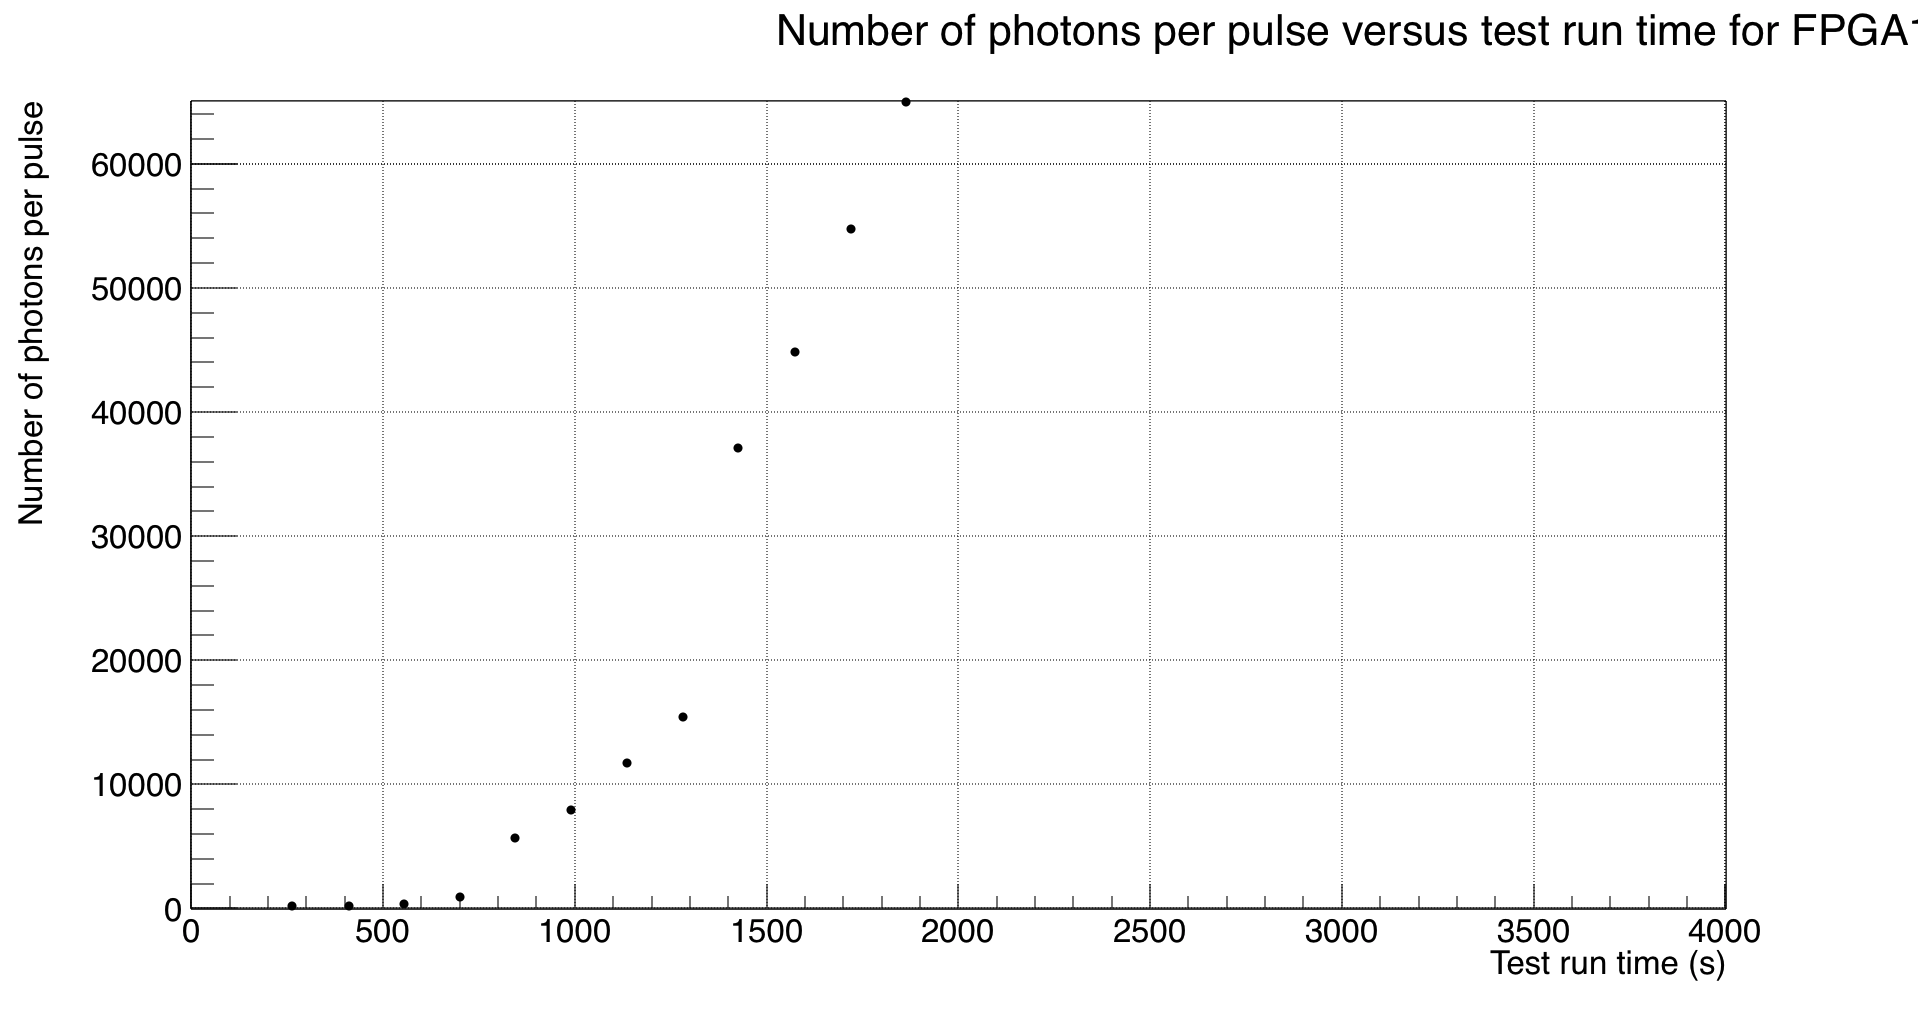 Number of photons per pulse versus test run time for FPGA1
Number of photons per pulse
60000
50000
40000
30000
20000
10000
0
0 500 1000 1500 2000 2500 3000 3500 4000
Test run time (s)